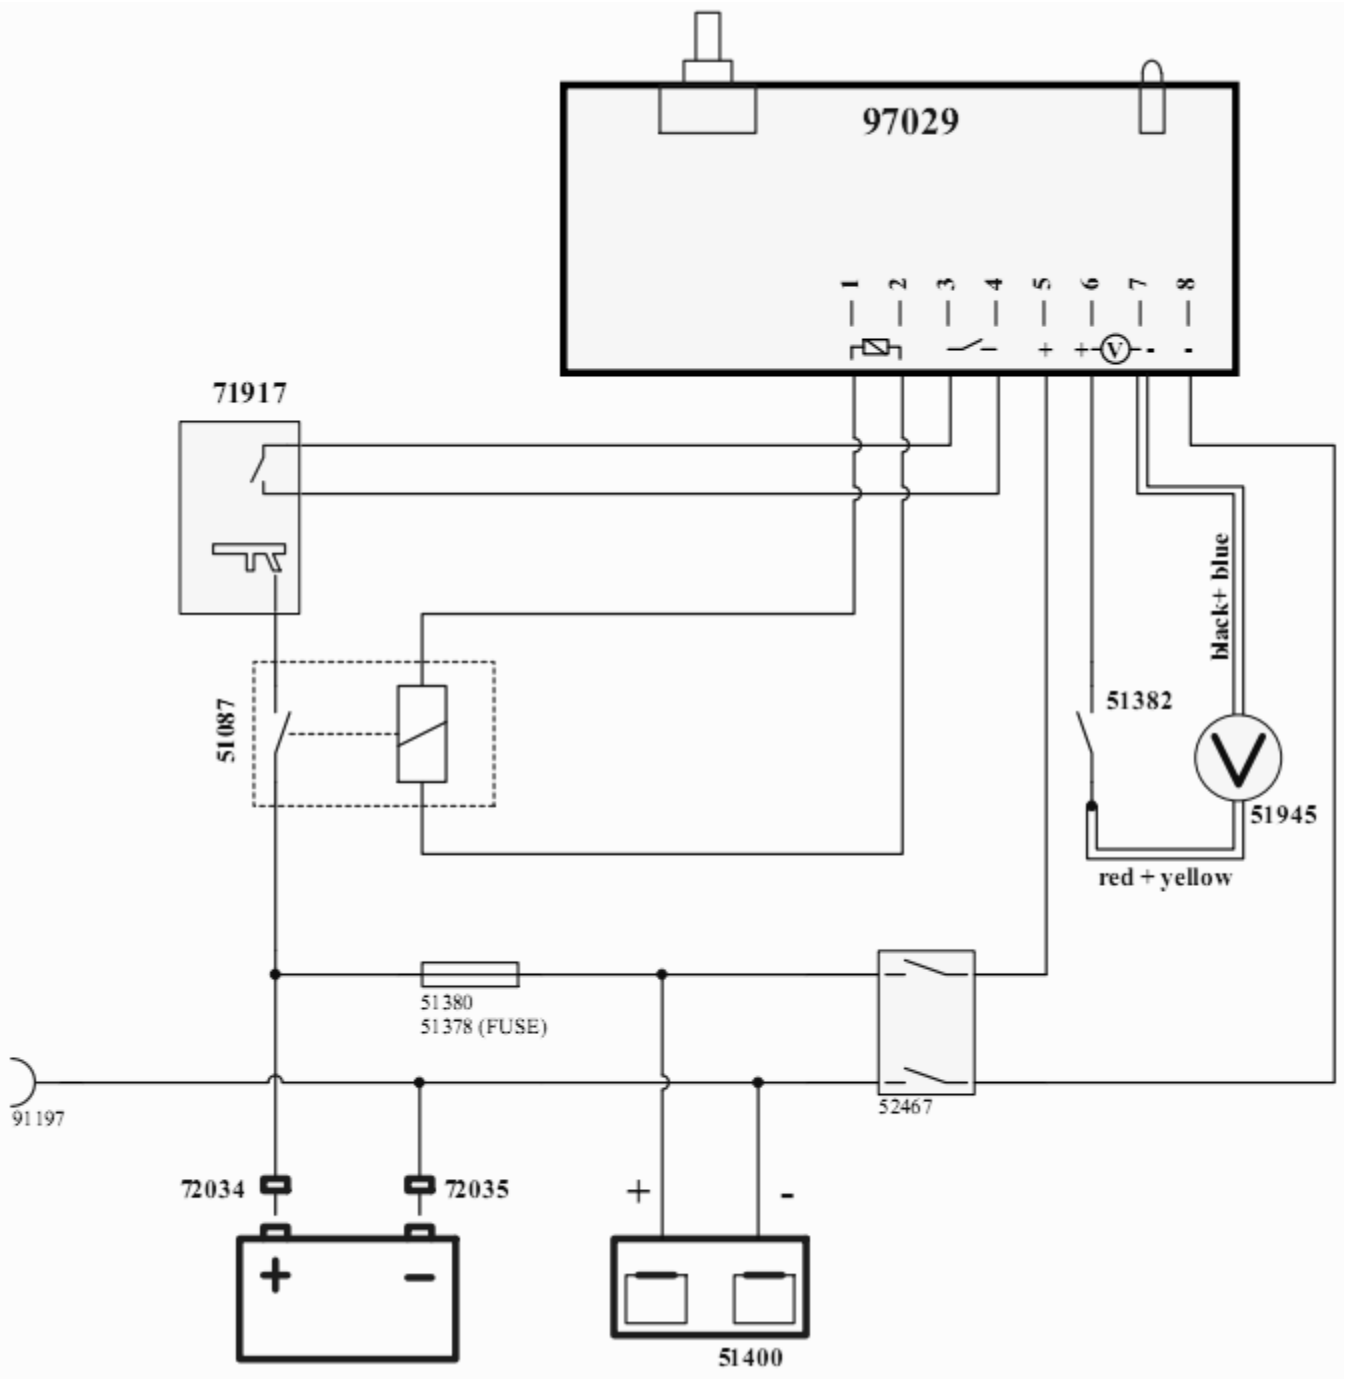 97029
1 2 3 4 5 6 7 8
+ + V - -
71917
black+ blue
51087
51382
V
51945
red + yellow
51380
51378 (FUSE)
52467
91197
72034
72035
+ -
+ -
51400